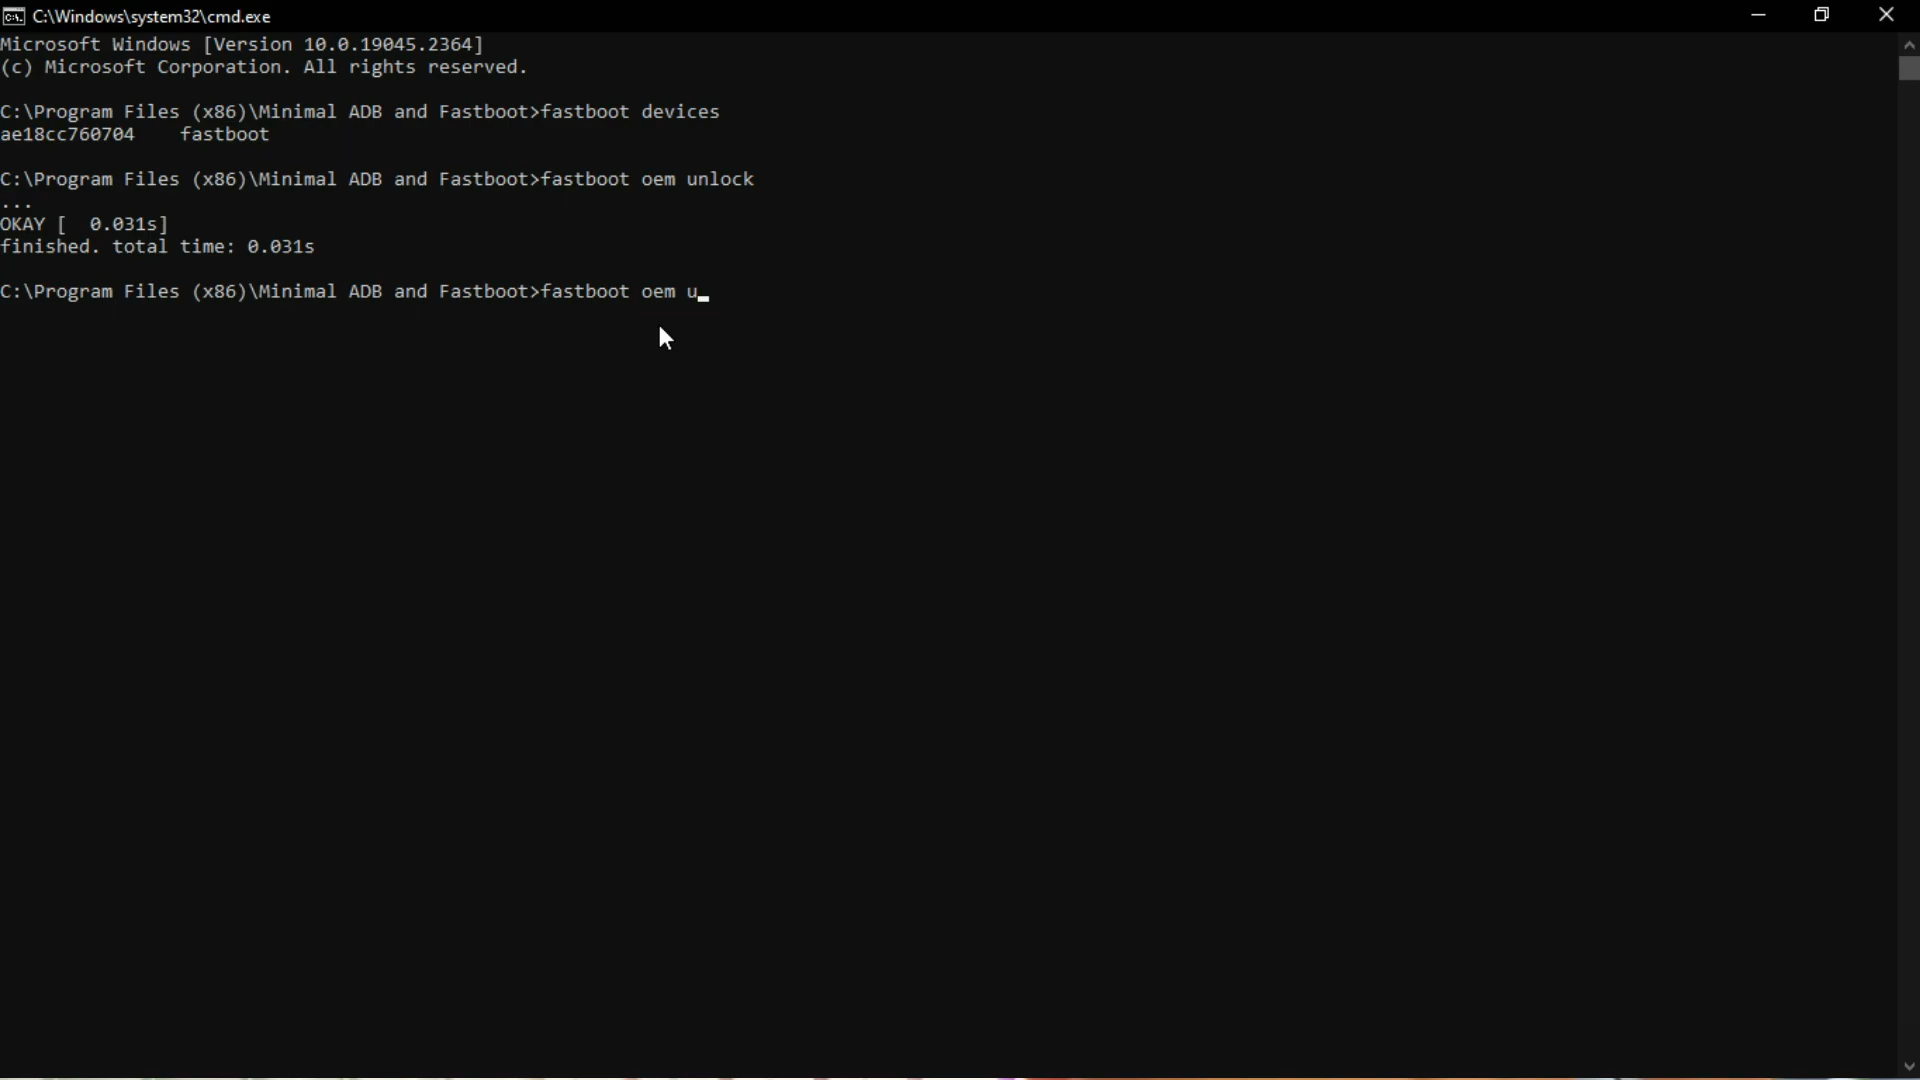 C:\Windows\system32\cmd.exe
Microsoft Windows [Version 10.0.19045.2364]
(c) Microsoft Corporation. All rights reserved.
C:\Program Files (x86)\Minimal ADB and Fastboot>fastboot devices
ae18cc760704    fastboot
C:\Program Files (x86)\Minimal ADB and Fastboot>fastboot oem unlock
...
OKAY [  0.031s]
finished. total time: 0.031s
C:\Program Files (x86)\Minimal ADB and Fastboot>fastboot oem u